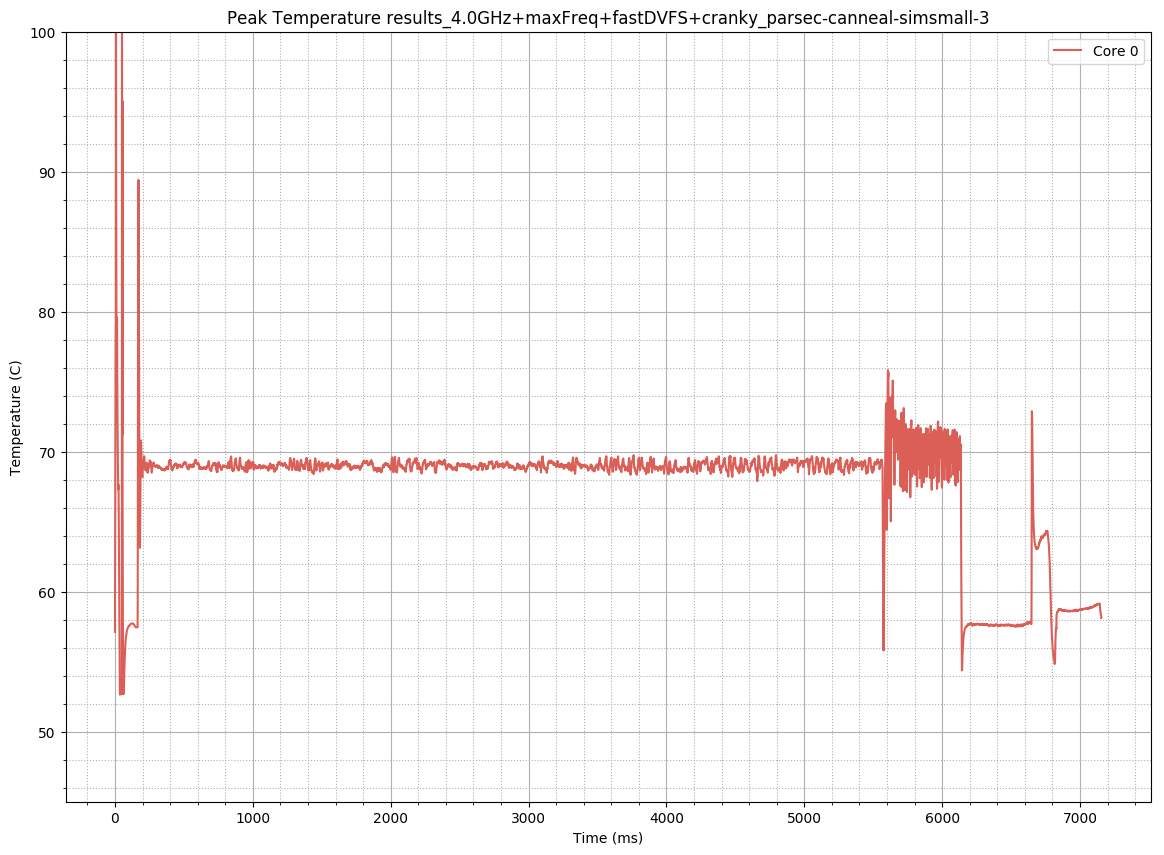 Peak Temperature results_4.0GHz+maxFreq+fastDVFS+cranky_parsec-canneal-simsmall-3
Core 0
Temperature (C)
100
90
80
70
60
50
0 1000 2000 3000 4000 5000 6000 7000
Time (ms)